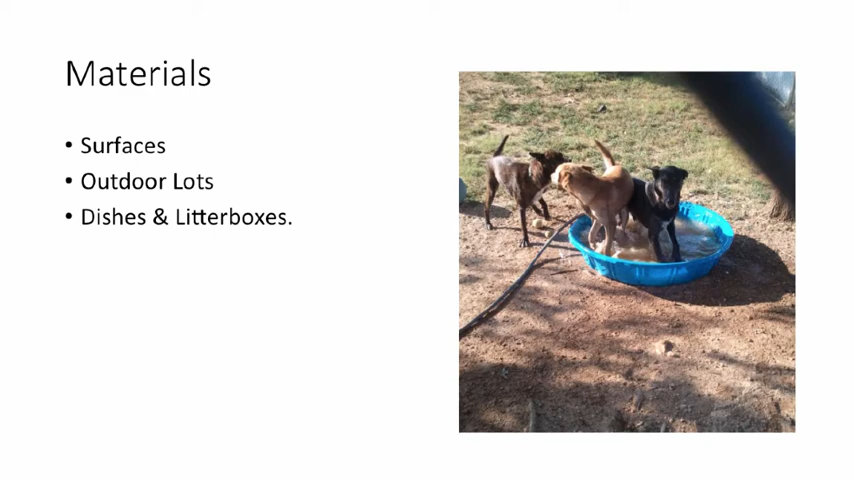 Materials
• Surfaces
• Outdoor Lots
• Dishes & Litterboxes.